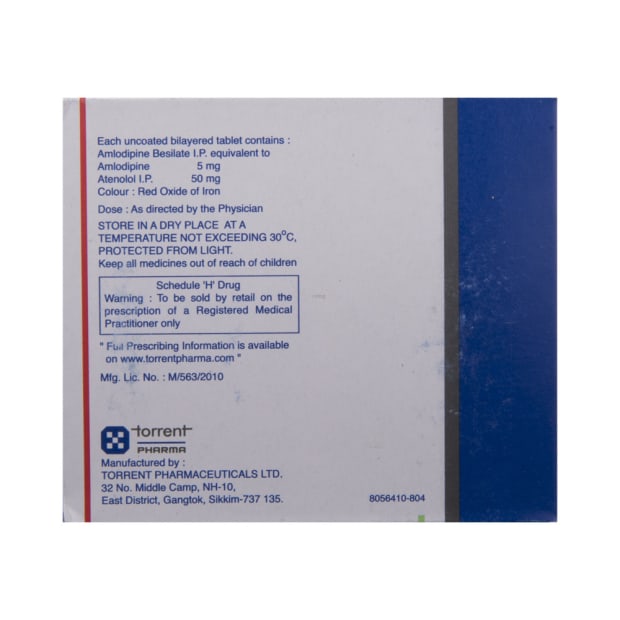 Each uncoated bilayered tablet contains :
Amlodipine Besilate I.P. equivalent to
Amlodipine 5 mg
Atenolol I.P. 50 mg
Colour : Red Oxide of Iron
Dose : As directed by the Physician
STORE IN A DRY PLACE AT A
TEMPERATURE NOT EXCEEDING 30°C,
PROTECTED FROM LIGHT.
Keep all medicines out of reach of children
Schedule 'H' Drug
Warning : To be sold by retail on the
prescription of a Registered Medical
Practitioner only
" Full Prescribing Information is available
on www.torrentpharma.com "
Mfg. Lic. No. : M/563/2010
torrent
PHARMA
Manufactured by :
TORRENT PHARMACEUTICALS LTD.
32 No. Middle Camp, NH-10,
East District, Gangtok, Sikkim-737 135.
8056410-804